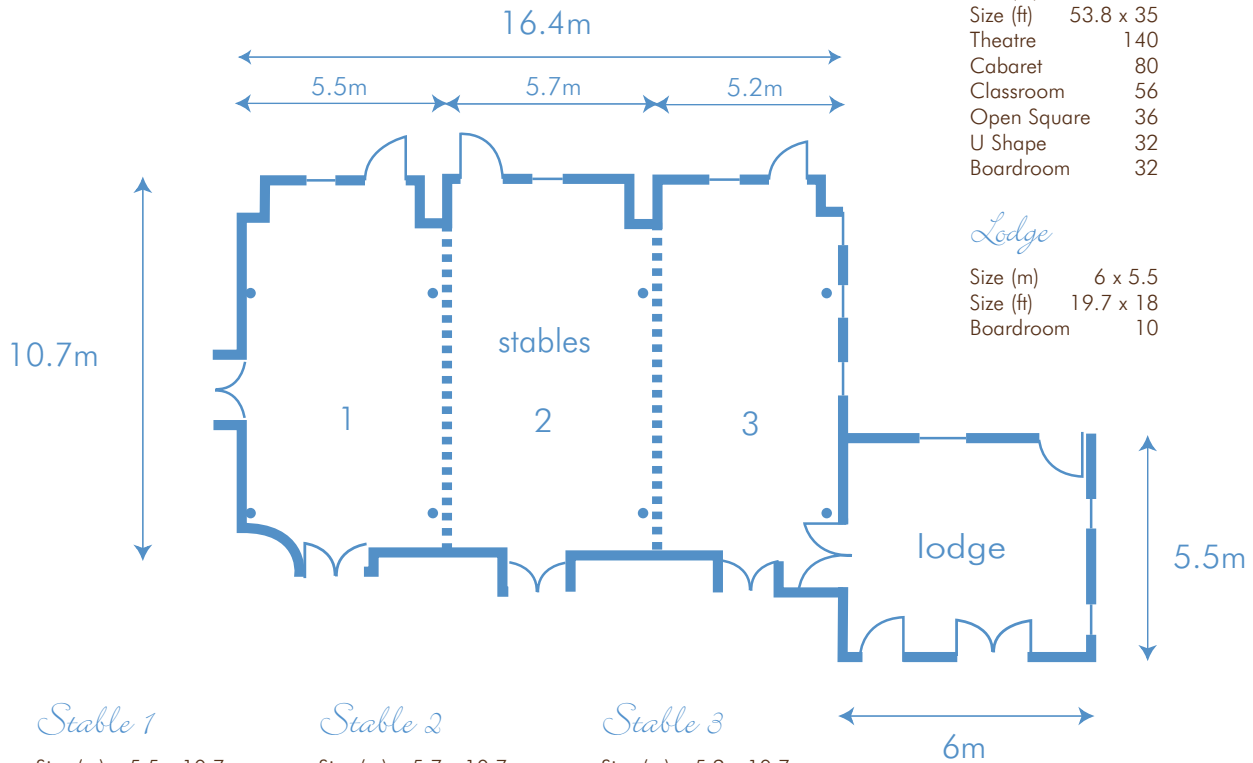 16.4m
5.5m 5.7m 5.2m
10.7m
stables
1 2 3
lodge
5.5m
6m
Size (ft) 53.8 x 35
Theatre 140
Cabaret 80
Classroom 56
Open Square 36
U Shape 32
Boardroom 32
Lodge
Size (m) 6 x 5.5
Size (ft) 19.7 x 18
Boardroom 10
Stable 1
Stable 2
Stable 3